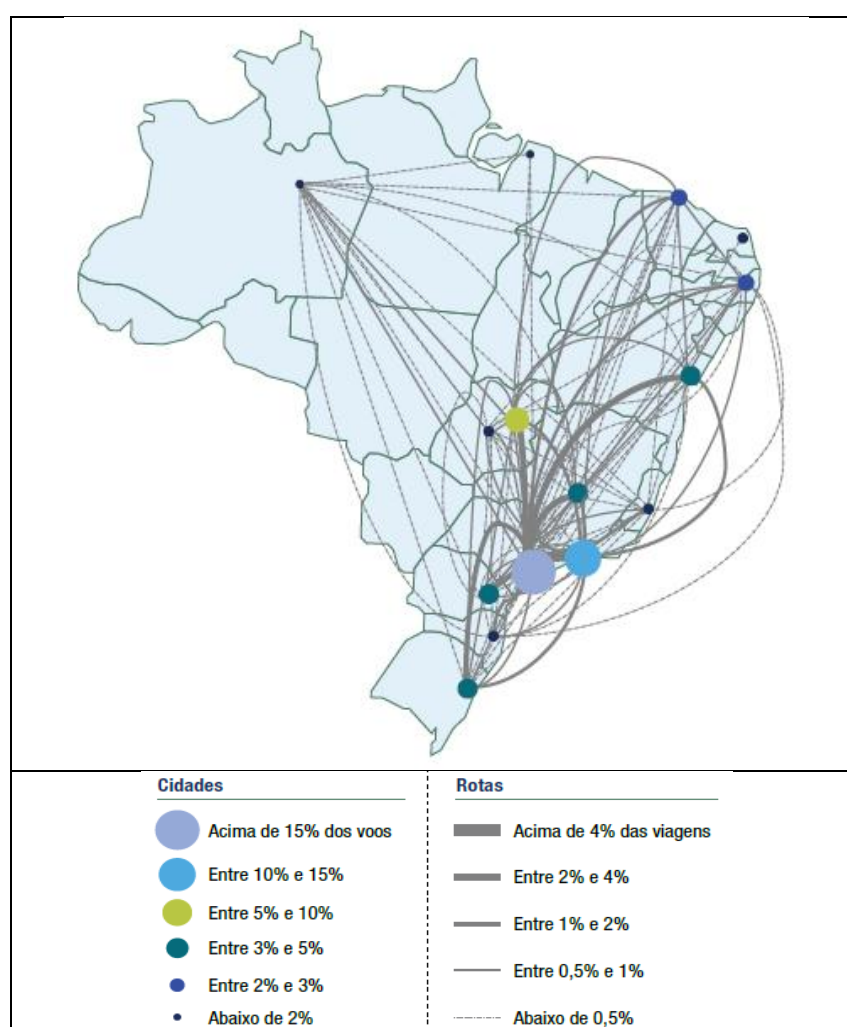 Cidades
Acima de 15% dos voos
Entre 10% e 15%
Entre 5% e 10%
Entre 3% e 5%
Entre 2% e 3%
Abaixo de 2%
Rotas
Acima de 4% das viagens
Entre 2% e 4%
Entre 1% e 2%
Entre 0,5% e 1%
Abaixo de 0,5%